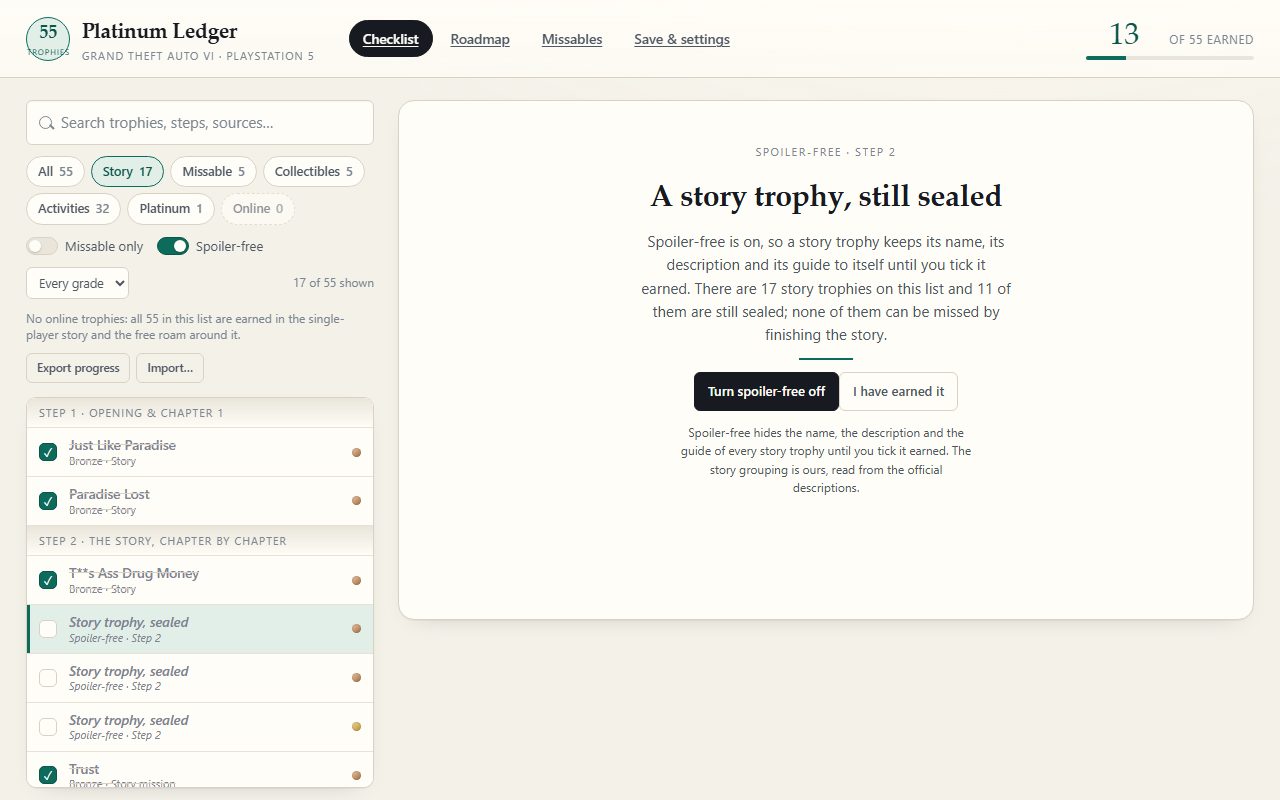 55
TROPHIES
Platinum Ledger
GRAND THEFT AUTO VI · PLAYSTATION 5
Checklist
Roadmap
Missables
Save & settings
13
OF 55 EARNED
Search trophies, steps, sources...
All 55
Story 17
Missable 5
Collectibles 5
Activities 32
Platinum 1
Online 0
Missable only
Spoiler-free
Every grade
17 of 55 shown
No online trophies: all 55 in this list are earned in the single-
player story and the free roam around it.
Export progress
Import...
STEP 1 · OPENING & CHAPTER 1
Just Like Paradise
Bronze · Story
Paradise Lost
Bronze · Story
STEP 2 · THE STORY, CHAPTER BY CHAPTER
T**s Ass Drug Money
Bronze · Story
Story trophy, sealed
Spoiler-free · Step 2
Story trophy, sealed
Spoiler-free · Step 2
Story trophy, sealed
Spoiler-free · Step 2
Trust
Bronze · Story mission
SPOILER-FREE · STEP 2
A story trophy, still sealed
Spoiler-free is on, so a story trophy keeps its name, its
description and its guide to itself until you tick it
earned. There are 17 story trophies on this list and 11 of
them are still sealed; none of them can be missed by
finishing the story.
Turn spoiler-free off
I have earned it
Spoiler-free hides the name, the description and the
guide of every story trophy until you tick it earned. The
story grouping is ours, read from the official
descriptions.